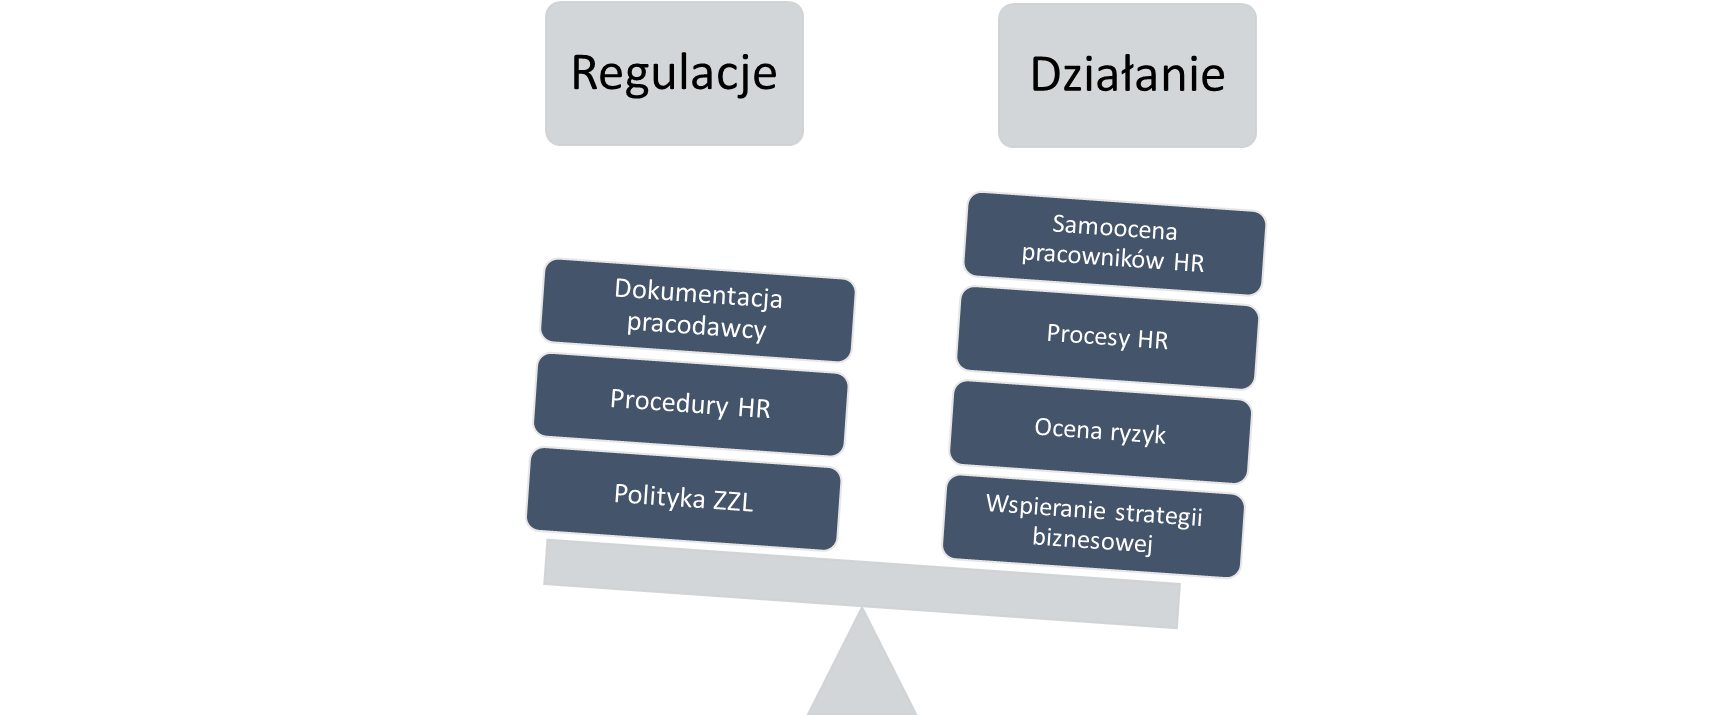 Regulacje
Dokumentacja
pracodawcy
Procedury HR
Polityka ZZL
Działanie
Samoocena
pracowników HR
Procesy HR
Ocena ryzyk
Wspieranie strategii
biznesowej